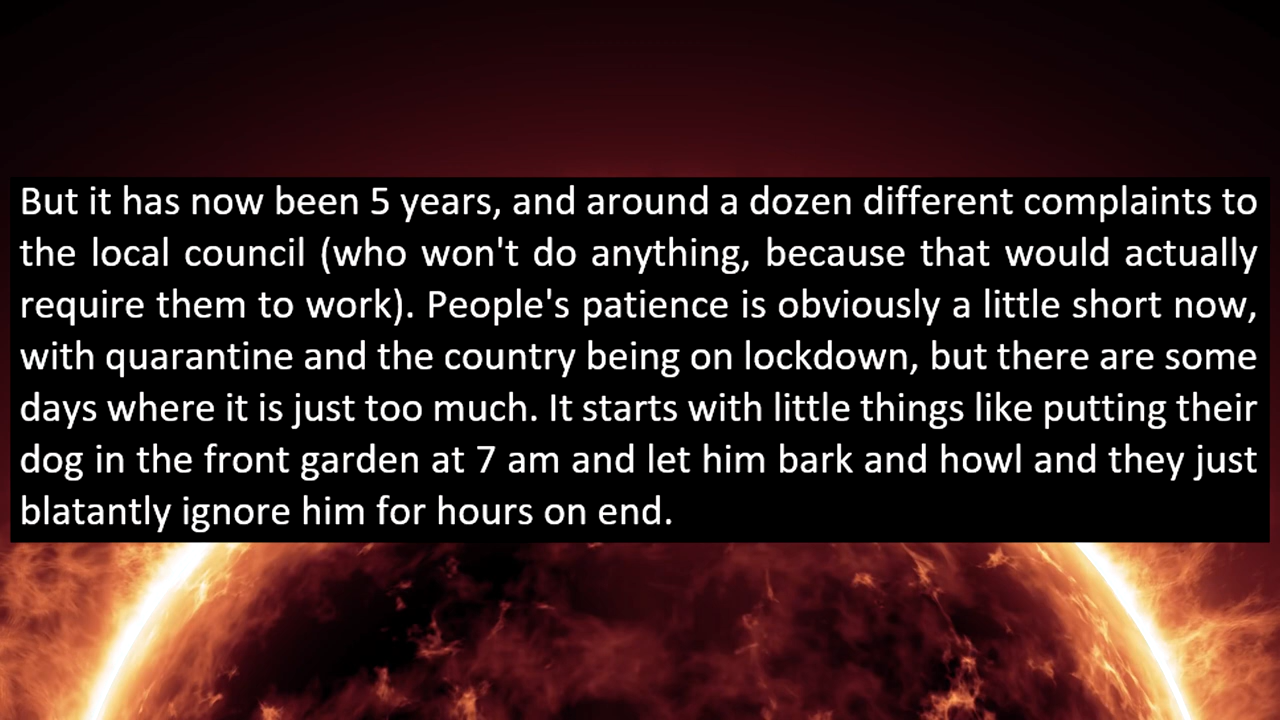 But it has now been 5 years, and around a dozen different complaints to
the local council (who won't do anything, because that would actually
require them to work). People's patience is obviously a little short now,
with quarantine and the country being on lockdown, but there are some
days where it is just too much. It starts with little things like putting their
dog in the front garden at 7 am and let him bark and howl and they just
blatantly ignore him for hours on end.